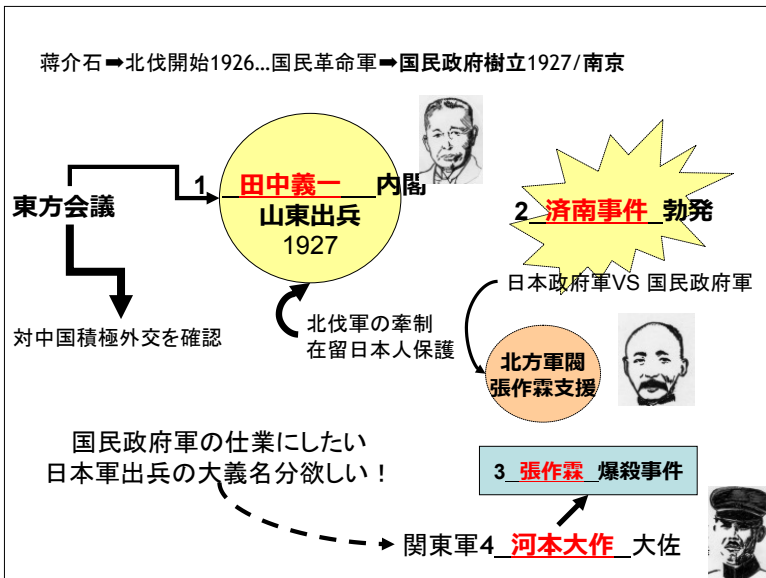 蒋介石➡北伐開始1926…国民革命軍➡国民政府樹立1927/南京
東方会議
1 田中義一 内閣
山東出兵
1927
2 済南事件 勃発
日本政府軍VS 国民政府軍
対中国積極外交を確認
北伐軍の牽制
在留日本人保護
北方軍閥
張作霖支援
国民政府軍の仕業にしたい
日本軍出兵の大義名分欲しい！
3 張作霖 爆殺事件
関東軍4 河本大作 大佐